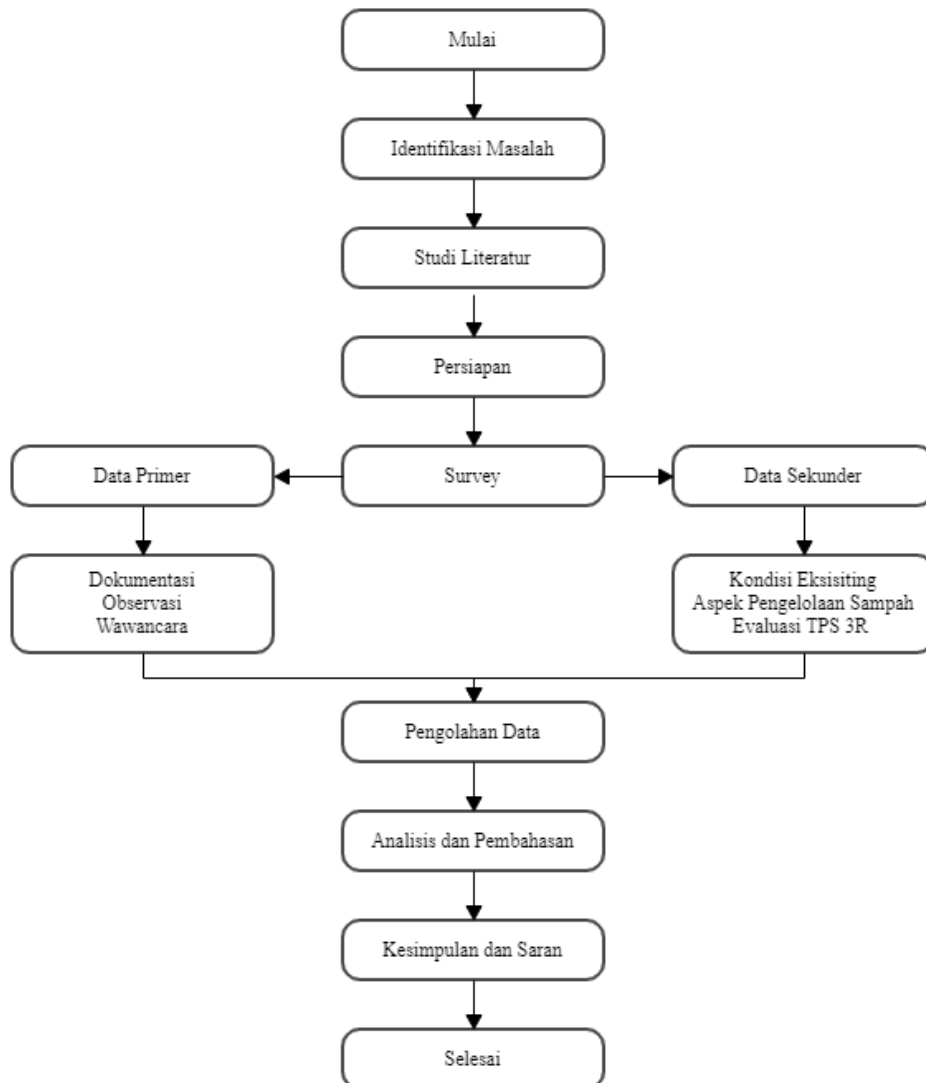 Mulai
Identifikasi Masalah
Studi Literatur
Persiapan
Data Primer
Survey
Data Sekunder
Dokumentasi
Observasi
Wawancara
Kondisi Eksisiting
Aspek Pengelolaan Sampah
Evaluasi TPS 3R
Pengolahan Data
Analisis dan Pembahasan
Kesimpulan dan Saran
Selesai